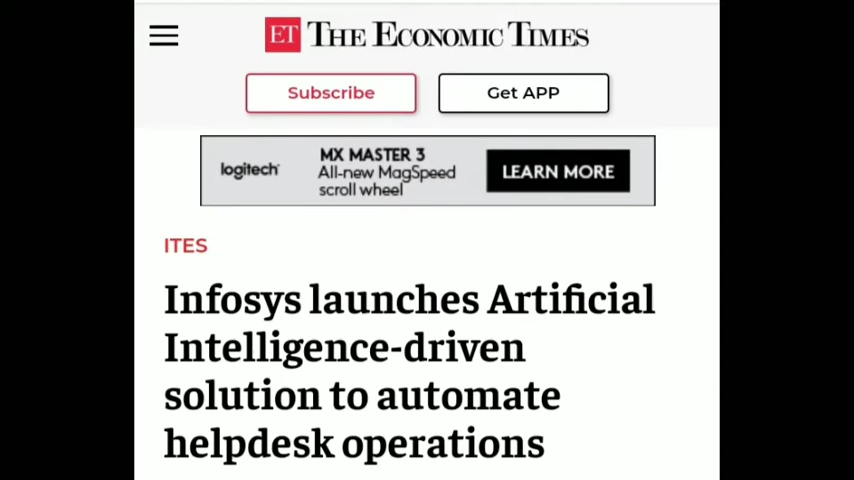 ET THE ECONOMIC TIMES
Subscribe
Get APP
logitech
MX MASTER 3
All-new MagSpeed
scroll wheel
LEARN MORE
ITES
Infosys launches Artificial
Intelligence-driven
solution to automate
helpdesk operations